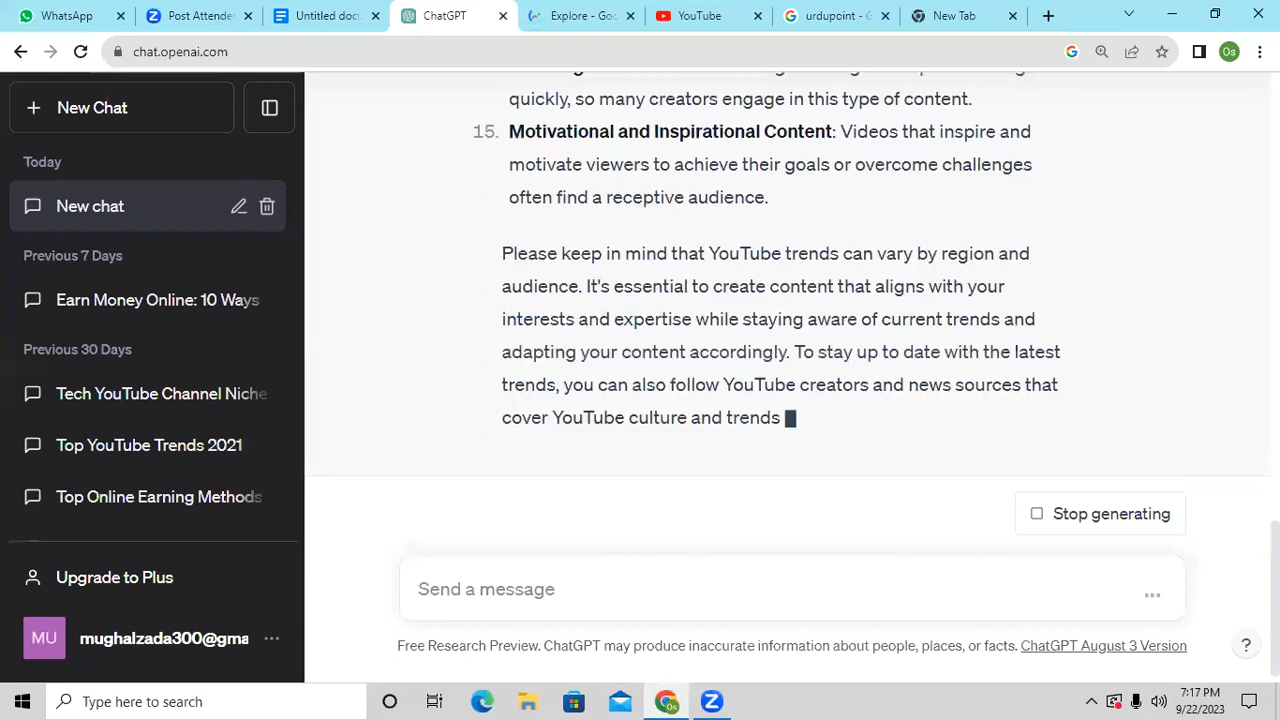 WhatsApp
Post Attende
Untitled docu
ChatGPT
Explore - Goo
YouTube
urdupoint - G
New Tab
chat.openai.com
Os
New Chat
Today
New chat
Previous 7 Days
Earn Money Online: 10 Ways
Previous 30 Days
Tech YouTube Channel Niche
Top YouTube Trends 2021
Top Online Earning Methods
Upgrade to Plus
MU
mughalzada300@gma
quickly, so many creators engage in this type of content.
15. Motivational and Inspirational Content: Videos that inspire and
motivate viewers to achieve their goals or overcome challenges
often find a receptive audience.
Please keep in mind that YouTube trends can vary by region and
audience. It's essential to create content that aligns with your
interests and expertise while staying aware of current trends and
adapting your content accordingly. To stay up to date with the latest
trends, you can also follow YouTube creators and news sources that
cover YouTube culture and trends
Stop generating
Send a message
Free Research Preview. ChatGPT may produce inaccurate information about people, places, or facts. ChatGPT August 3 Version
?
Type here to search
Os
7:17 PM
9/22/2023